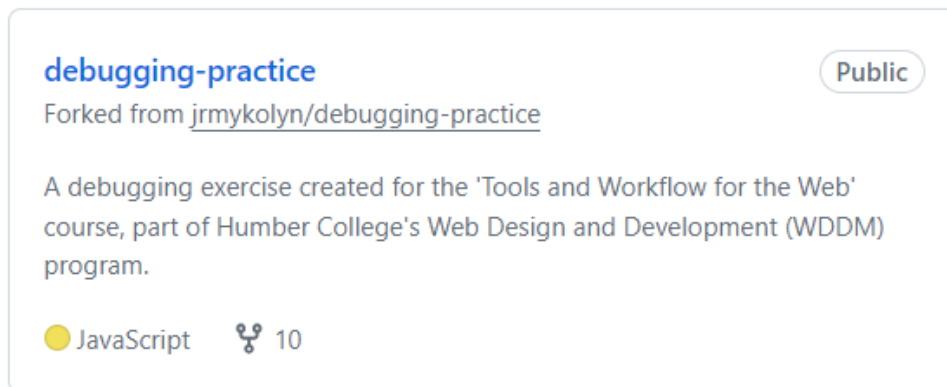 debugging-practice
Public
Forked from jrmykolyn/debugging-practice
A debugging exercise created for the 'Tools and Workflow for the Web'
course, part of Humber College's Web Design and Development (WDDM)
program.
JavaScript 10